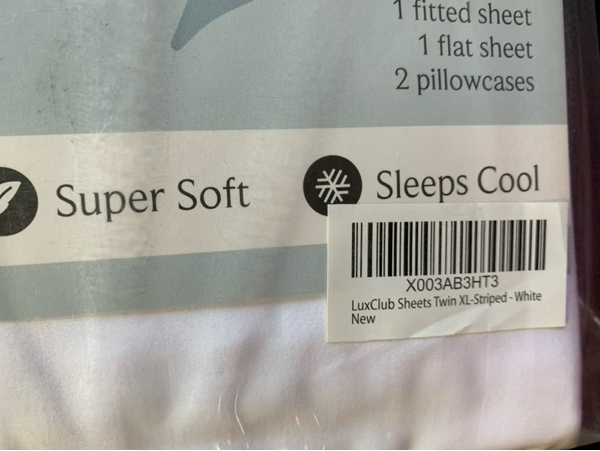 1 fitted sheet
1 flat sheet
2 pillowcases
Super Soft
Sleeps Cool
X003AB3HT3
LuxClub Sheets Twin XL-Striped - White
New